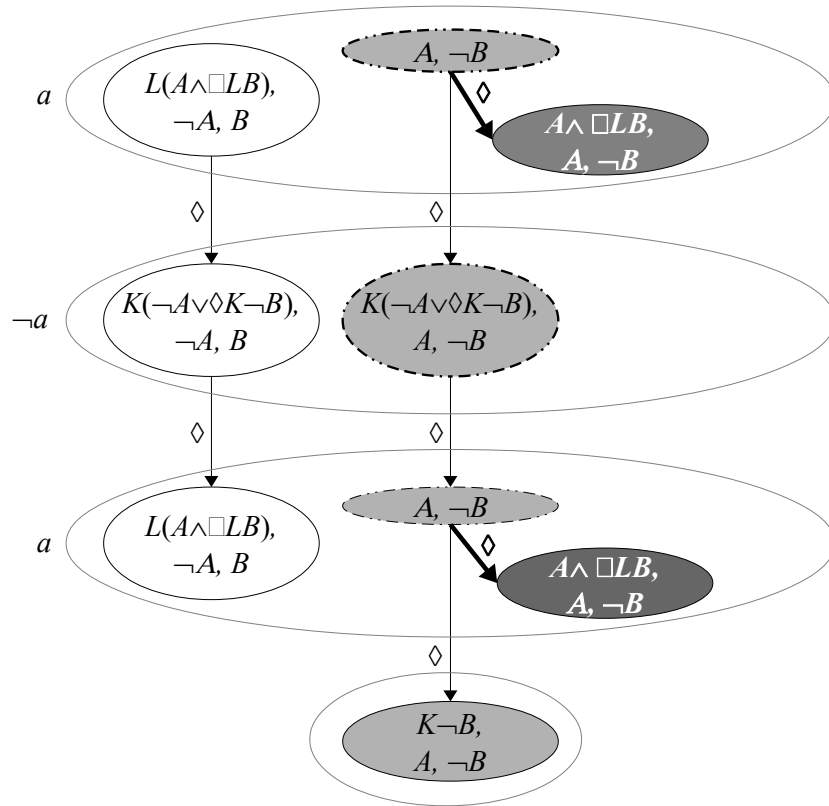 A, ¬B
L(A∧□LB),
¬A, B
◊
a
A∧ □LB,
A, ¬B
◊
◊
K(¬A∨◊K¬B),
¬A, B
K(¬A∨◊K¬B),
A, ¬B
¬a
◊
◊
A, ¬B
L(A∧□LB),
¬A, B
◊
a
A∧ □LB,
A, ¬B
◊
K¬B,
A, ¬B